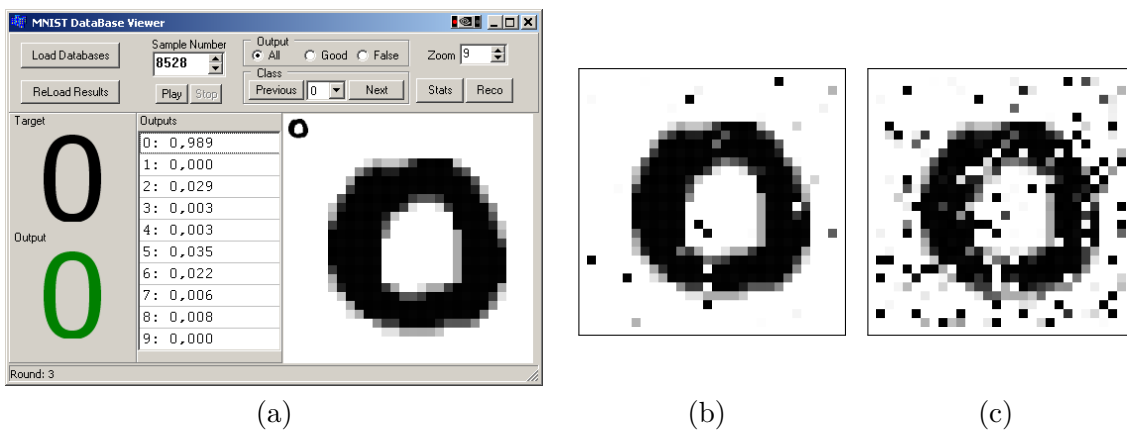 MNIST DataBase Viewer
Load Databases
Sample Number
8528
Output
All Good False
Zoom 9
ReLoad Results
Play Stop
Class
Previous 0 Next
Stats Reco
Target
0
Output
0
Outputs
0: 0,989
1: 0,000
2: 0,029
3: 0,003
4: 0,003
5: 0,035
6: 0,022
7: 0,006
8: 0,008
9: 0,000
Round: 3
(a) (b) (c)